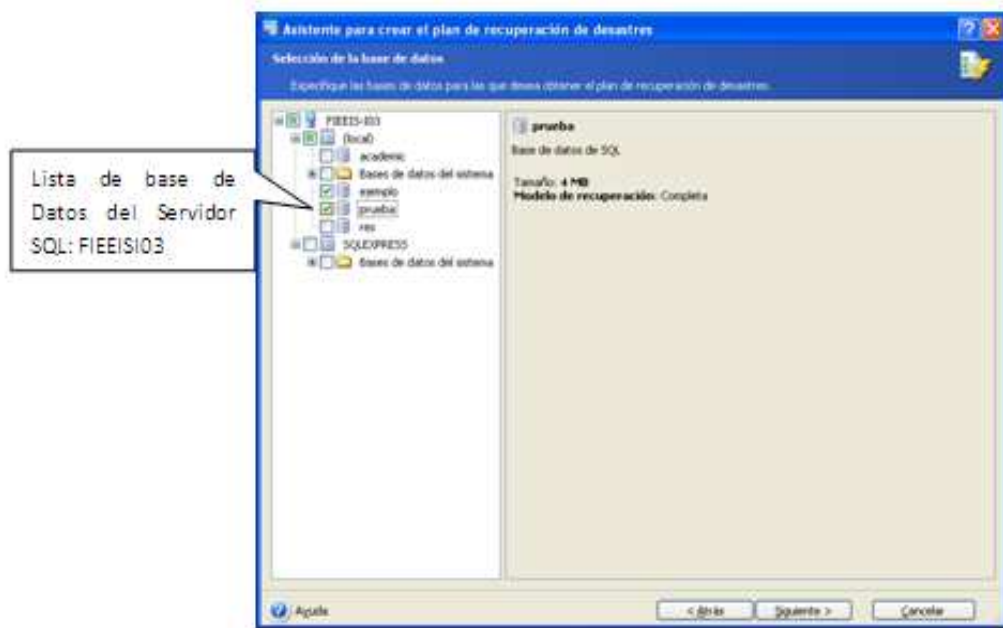 Asistente para crear el plan de recuperación de desastres
Selección de la base de datos
Especifique las bases de datos para las que desea obtener el plan de recuperación de desastres.
Lista de base de
Datos del Servidor
SQL: FIEEISI03
FIEEIS-I03
(local)
academic
Bases de datos del sistema
ejemplo
prueba
res
SQLEXPRESS
Bases de datos del sistema
prueba
Base de datos de SQL
Tamaño: 4 MB
Modelo de recuperación: Completa
Ayuda
< Atrás
Siguiente >
Cancelar